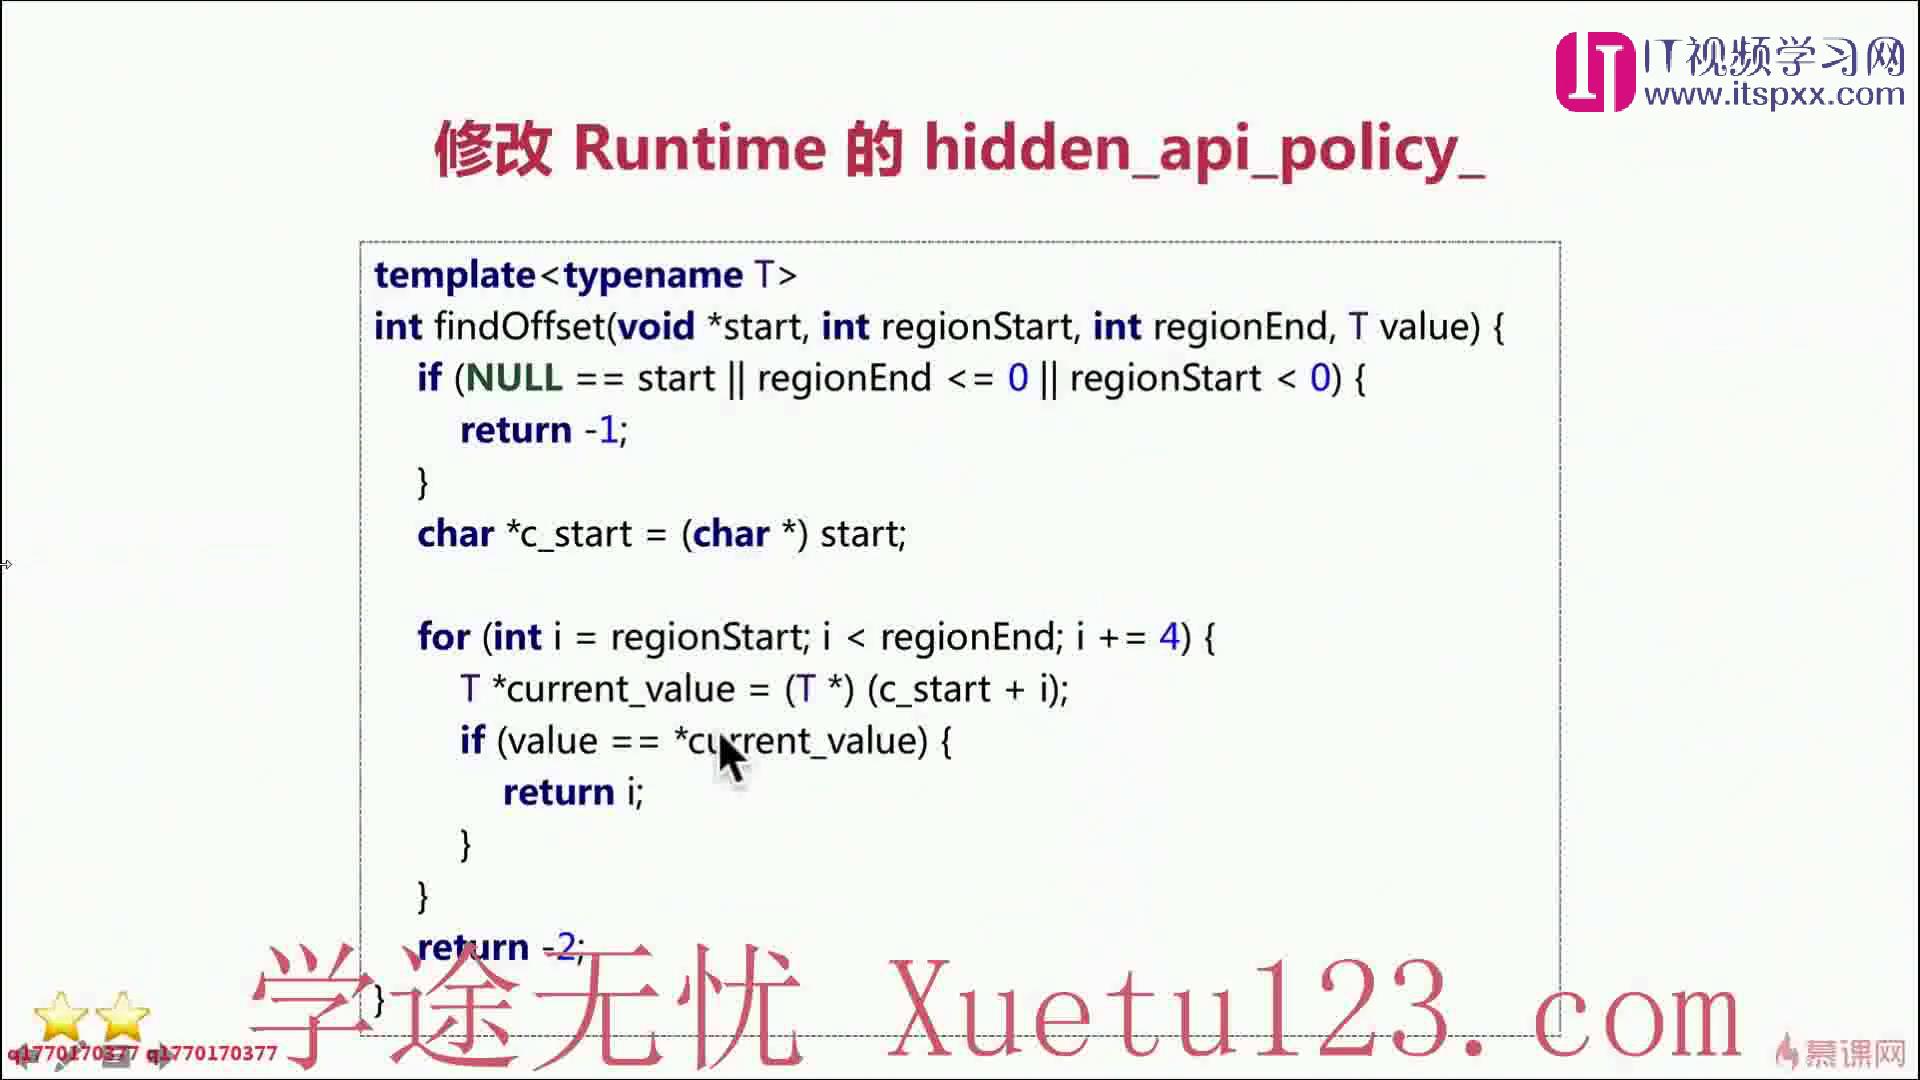 IT视频学习网
www.itspxx.com
修改 Runtime 的 hidden_api_policy_
template<typename T>
int findOffset(void *start, int regionStart, int regionEnd, T value) {
if (NULL == start || regionEnd <= 0 || regionStart < 0) {
return -1;
}
char *c_start = (char *) start;
for (int i = regionStart; i < regionEnd; i += 4) {
T *current_value = (T *) (c_start + i);
if (value == *current_value) {
return i;
}
}
return -2;
}
学途无忧 Xuetu123.com
q1770170377 q1770170377
慕课网